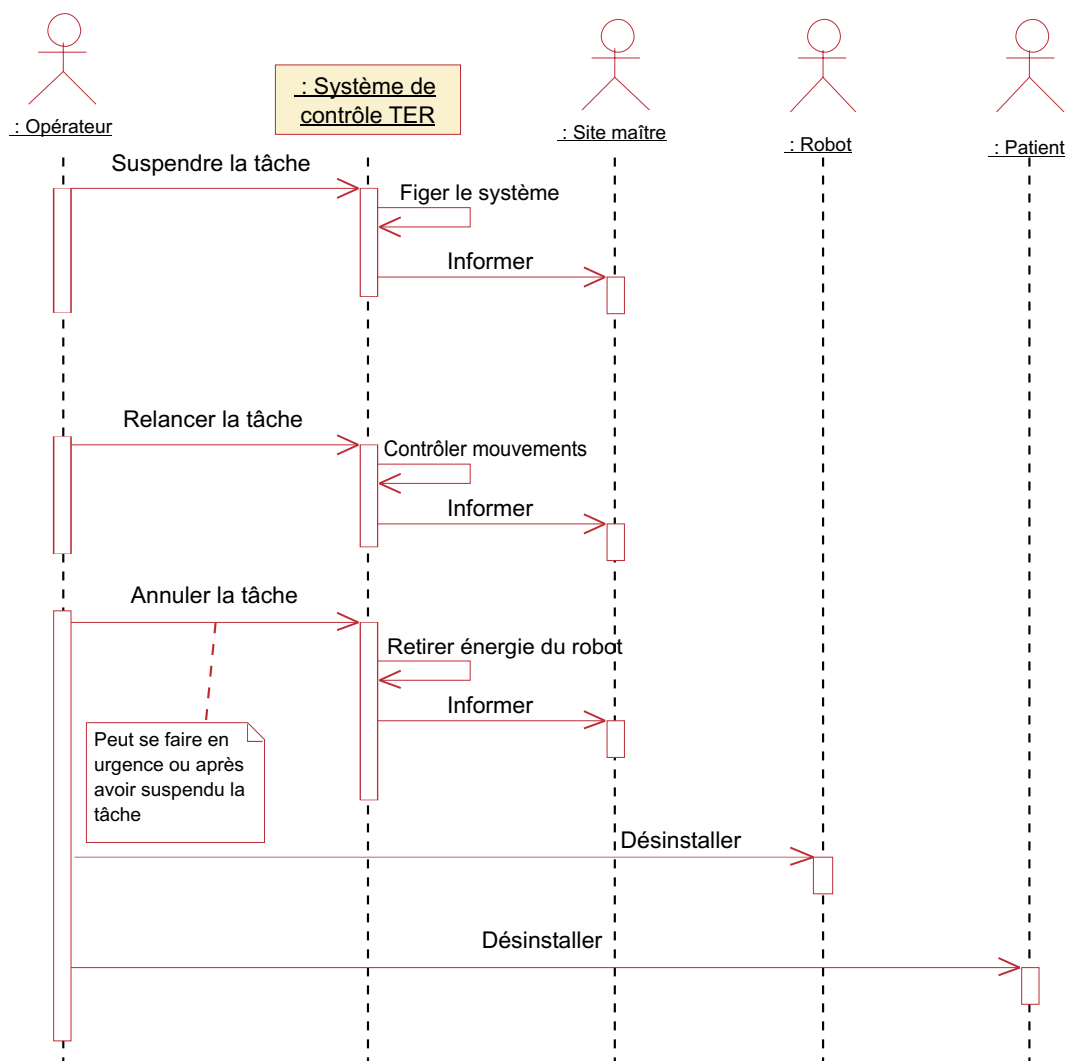 : Opérateur
: Système de
contrôle TER
: Site maître
: Robot
: Patient
Suspendre la tâche
Figer le système
Informer
Relancer la tâche
Contrôler mouvements
Informer
Annuler la tâche
Retirer énergie du robot
Informer
Peut se faire en
urgence ou après
avoir suspendu la
tâche
Désinstaller
Désinstaller